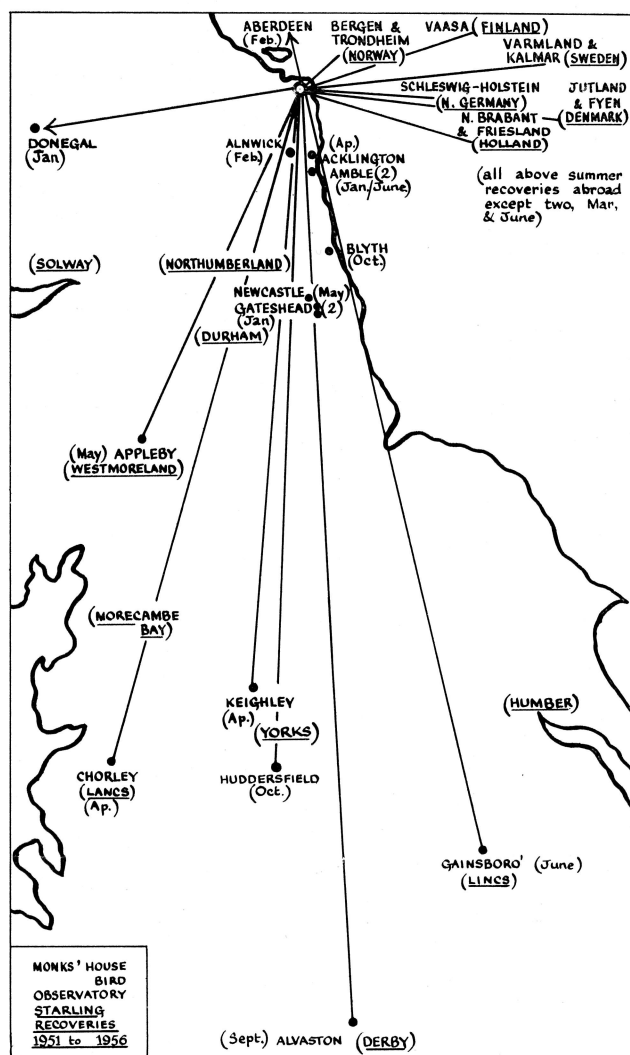 ABERDEEN
(Feb.)
BERGEN &
TRONDHEIM
(NORWAY)
VAASA (FINLAND)
VARMLAND &
KALMAR (SWEDEN)
SCHLESWIG-HOLSTEIN
(N. GERMANY)
JUTLAND
& FYEN
(DENMARK)
N. BRABANT
& FRIESLAND
(HOLLAND)
(all above summer
recoveries abroad
except two, Mar,
& June)
DONEGAL
(Jan)
ALNWICK
(Feb.)
(Ap.)
ACKLINGTON
AMBLE (2)
(Jan./June)
BLYTH
(Oct.)
(SOLWAY)
(NORTHUMBERLAND)
NEWCASTLE (May)
GATESHEAD (2)
(Jan)
(DURHAM)
(May) APPLEBY
(WESTMORELAND)
(MORECAMBE
BAY)
KEIGHLEY
(Ap.)
(YORKS)
(HUMBER)
CHORLEY
(LANCS)
(Ap.)
HUDDERSFIELD
(Oct.)
GAINSBORO' (June)
(LINCS)
MONKS' HOUSE
BIRD
OBSERVATORY
STARLING
RECOVERIES
1951 to 1956
(Sept.) ALVASTON (DERBY)